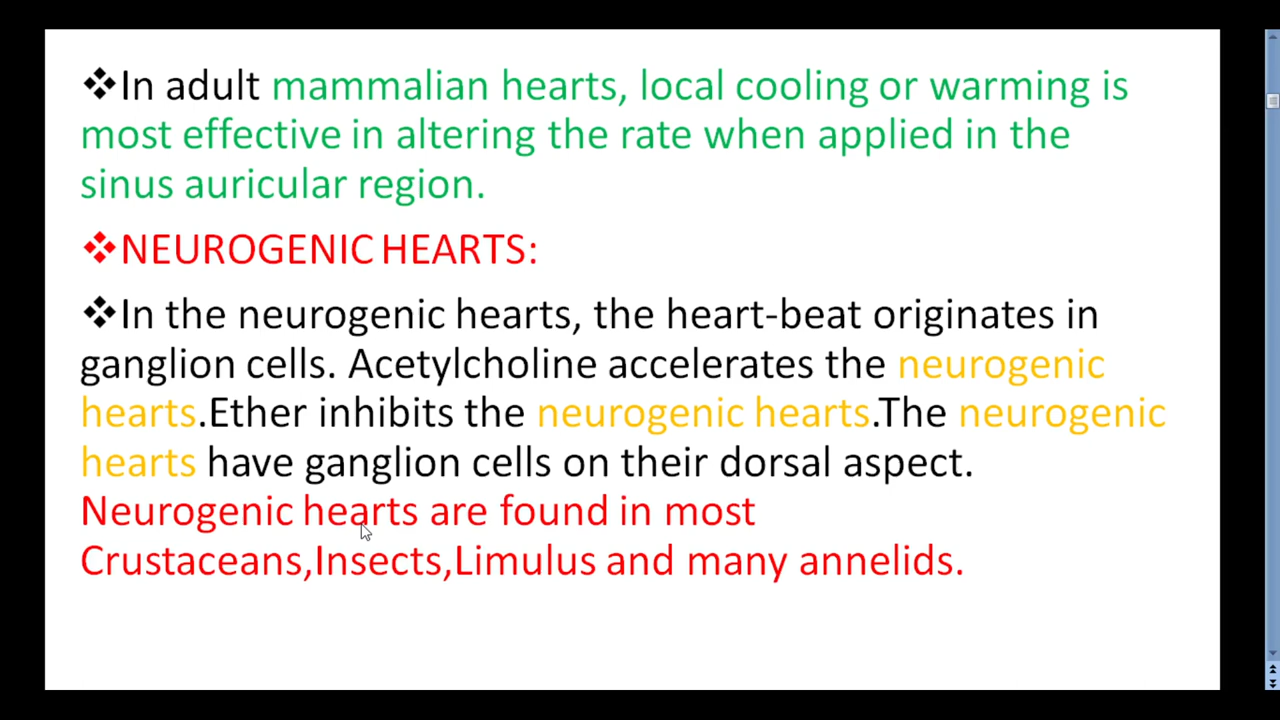 ❖In adult mammalian hearts, local cooling or warming is
most effective in altering the rate when applied in the
sinus auricular region.
❖NEUROGENIC HEARTS:
❖In the neurogenic hearts, the heart-beat originates in
ganglion cells. Acetylcholine accelerates the neurogenic
hearts.Ether inhibits the neurogenic hearts.The neurogenic
hearts have ganglion cells on their dorsal aspect.
Neurogenic hearts are found in most
Crustaceans,Insects,Limulus and many annelids.